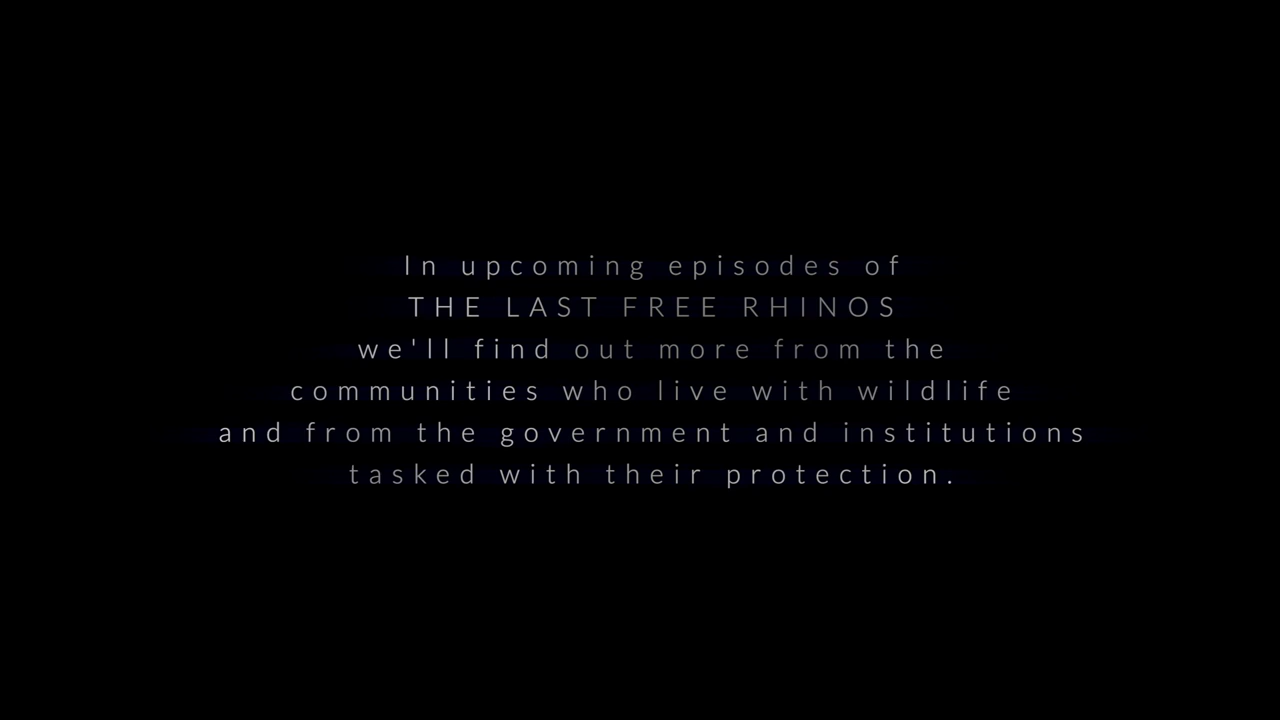 In upcoming episodes of
THE LAST FREE RHINOS
we'll find out more from the
communities who live with wildlife
and from the government and institutions
tasked with their protection.